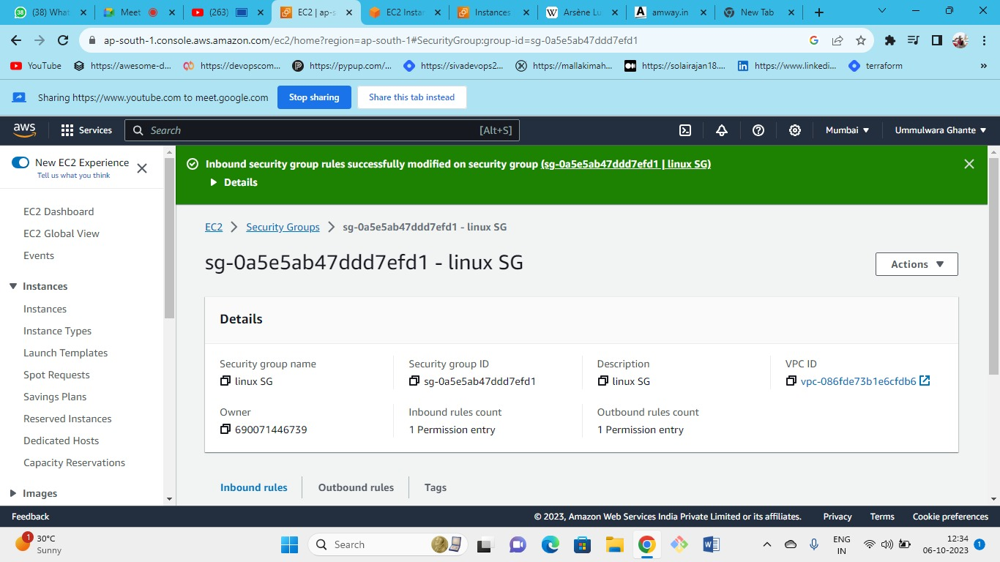 (38) What
Meet
(263)
EC2 | ap-s
EC2 Instan
Instances
Arsène Lu
amway.in
New Tab
ap-south-1.console.aws.amazon.com/ec2/home?region=ap-south-1#SecurityGroup:group-id=sg-0a5e5ab47ddd7efd1
YouTube
https://awesome-d...
https://devopscom...
https://pypup.com/...
https://sivadevops2...
https://mallakimah...
https://solairajan18....
https://www.linkedi...
terraform
Sharing https://www.youtube.com to meet.google.com
Stop sharing
Share this tab instead
aws
Services
Search
[Alt+S]
Mumbai
Ummulwara Ghante
New EC2 Experience
Tell us what you think
EC2 Dashboard
EC2 Global View
Events
Instances
Instances
Instance Types
Launch Templates
Spot Requests
Savings Plans
Reserved Instances
Dedicated Hosts
Capacity Reservations
Images
Inbound security group rules successfully modified on security group (sg-0a5e5ab47ddd7efd1 | linux SG)
Details
EC2 > Security Groups > sg-0a5e5ab47ddd7efd1 - linux SG
sg-0a5e5ab47ddd7efd1 - linux SG
Actions
Details
Security group name
linux SG
Security group ID
sg-0a5e5ab47ddd7efd1
Description
linux SG
VPC ID
vpc-086fde73b1e6cfdb6
Owner
690071446739
Inbound rules count
1 Permission entry
Outbound rules count
1 Permission entry
Inbound rules
Outbound rules
Tags
Feedback
© 2023, Amazon Web Services India Private Limited or its affiliates.
Privacy
Terms
Cookie preferences
1
30°C
Sunny
Search
ENG
IN
12:34
06-10-2023
1